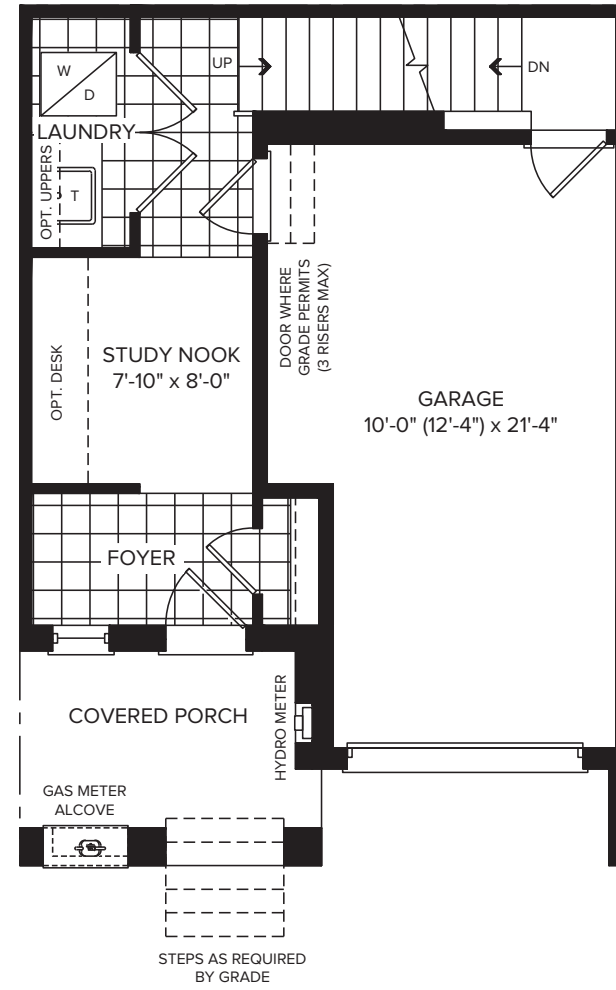 W
D
UP
DN
LAUNDRY
OPT. UPPERS
T
DOOR WHERE
GRADE PERMITS
(3 RISERS MAX)
OPT. DESK
STUDY NOOK
7'-10" x 8'-0"
GARAGE
10'-0" (12'-4") x 21'-4"
FOYER
COVERED PORCH
HYDRO METER
GAS METER
ALCOVE
STEPS AS REQUIRED
BY GRADE